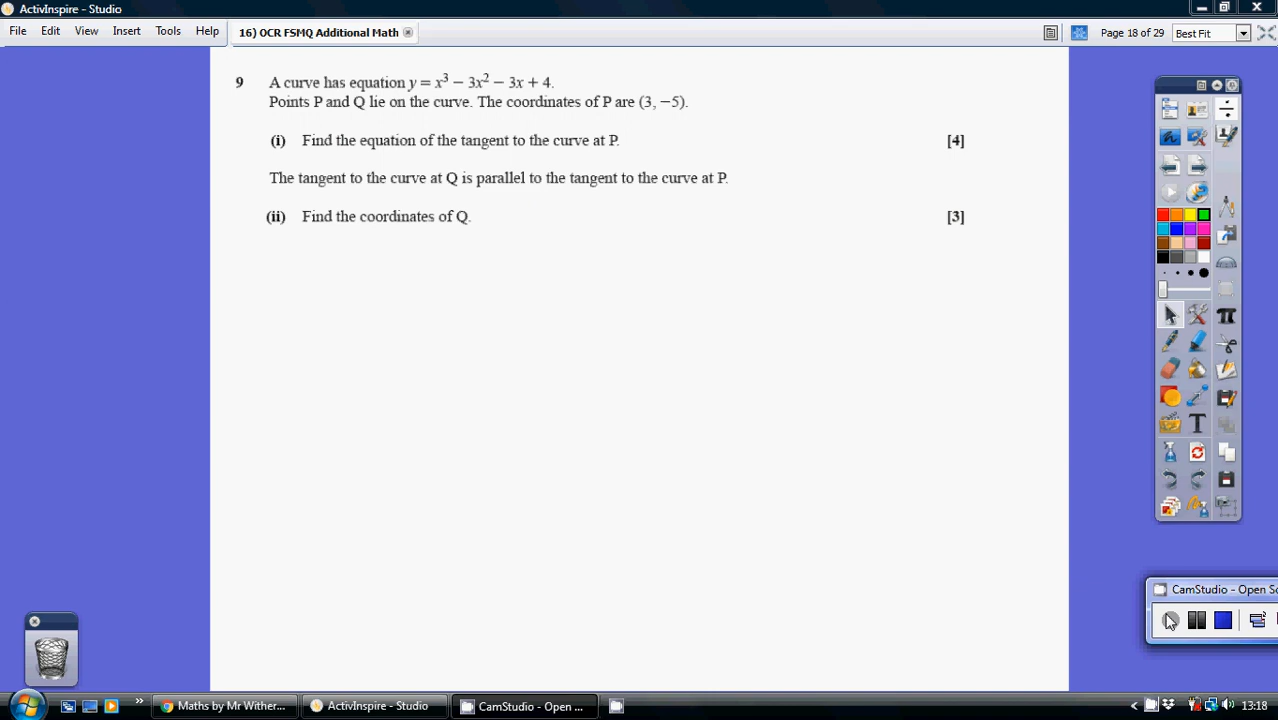 ActivInspire - Studio
File Edit View Insert Tools Help 16) OCR FSMQ Additional Math Page 18 of 29 Best Fit
9 A curve has equation y = x³ − 3x² − 3x + 4.
Points P and Q lie on the curve. The coordinates of P are (3, −5).
(i) Find the equation of the tangent to the curve at P. [4]
The tangent to the curve at Q is parallel to the tangent to the curve at P.
(ii) Find the coordinates of Q. [3]
CamStudio - Open So
Maths by Mr Wither... ActivInspire - Studio CamStudio - Open ... 13:18